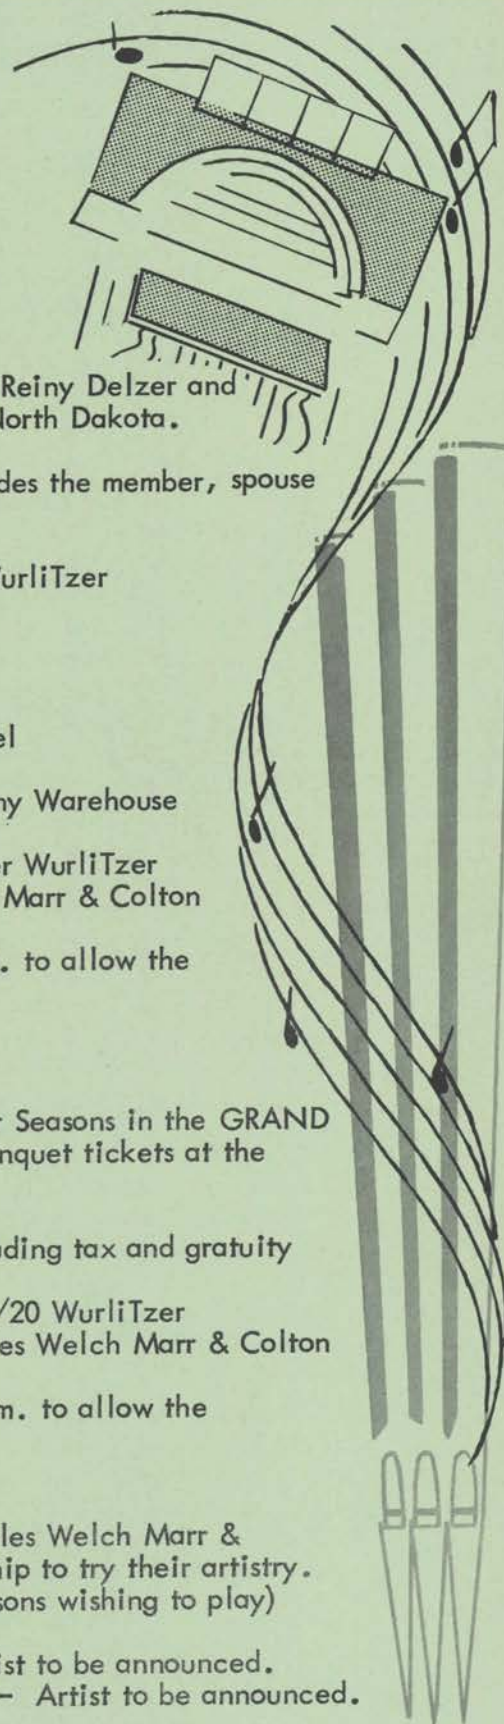 Reiny Delzer and
North Dakota.
des the member, spouse
urliTzer
el
ny Warehouse
r WurliTzer
Marr & Colton
. to allow the
r Seasons in the GRAND
nquet tickets at the
uding tax and gratuity
/20 WurliTzer
es Welch Marr & Colton
m. to allow the
les Welch Marr &
ip to try their artistry.
sons wishing to play)
ist to be announced.
- Artist to be announced.